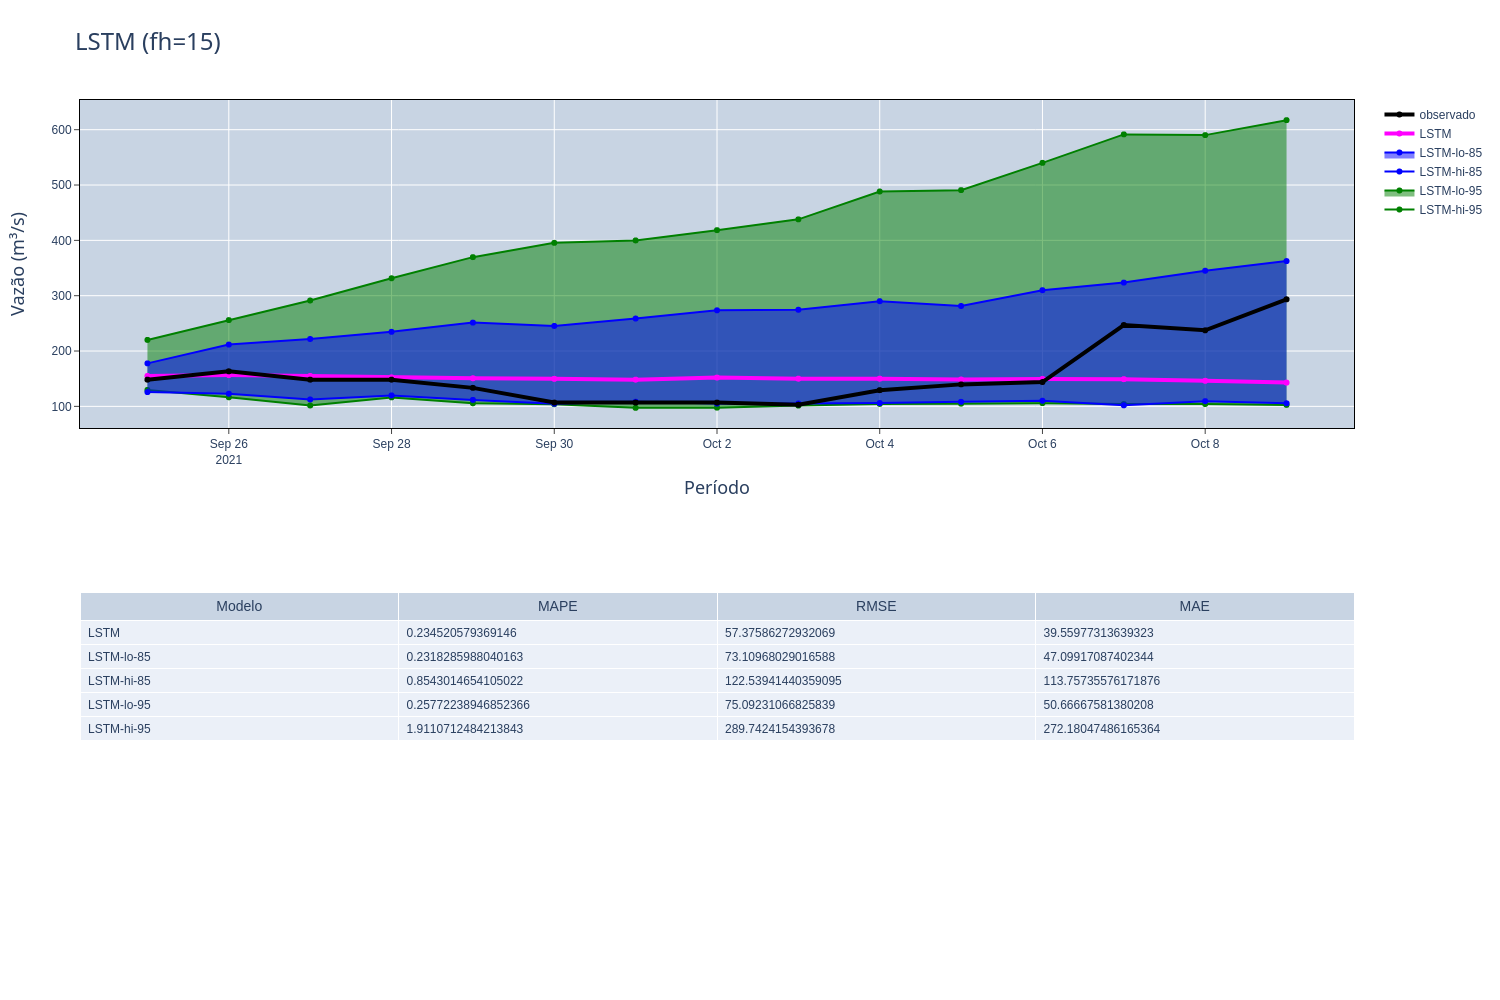 LSTM (fh=15)
observado
LSTM
LSTM-lo-85
LSTM-hi-85
LSTM-lo-95
LSTM-hi-95
Vazão (m³/s)
600
500
400
300
200
100
Sep 26 Sep 28 Sep 30 Oct 2 Oct 4 Oct 6 Oct 8
2021
Período
Modelo MAPE RMSE MAE
LSTM 0.234520579369146 57.37586272932069 39.55977313639323
LSTM-lo-85 0.2318285988040163 73.10968029016588 47.09917087402344
LSTM-hi-85 0.8543014654105022 122.53941440359095 113.75735576171876
LSTM-lo-95 0.25772238946852366 75.09231066825839 50.66667581380208
LSTM-hi-95 1.9110712484213843 289.7424154393678 272.18047486165364